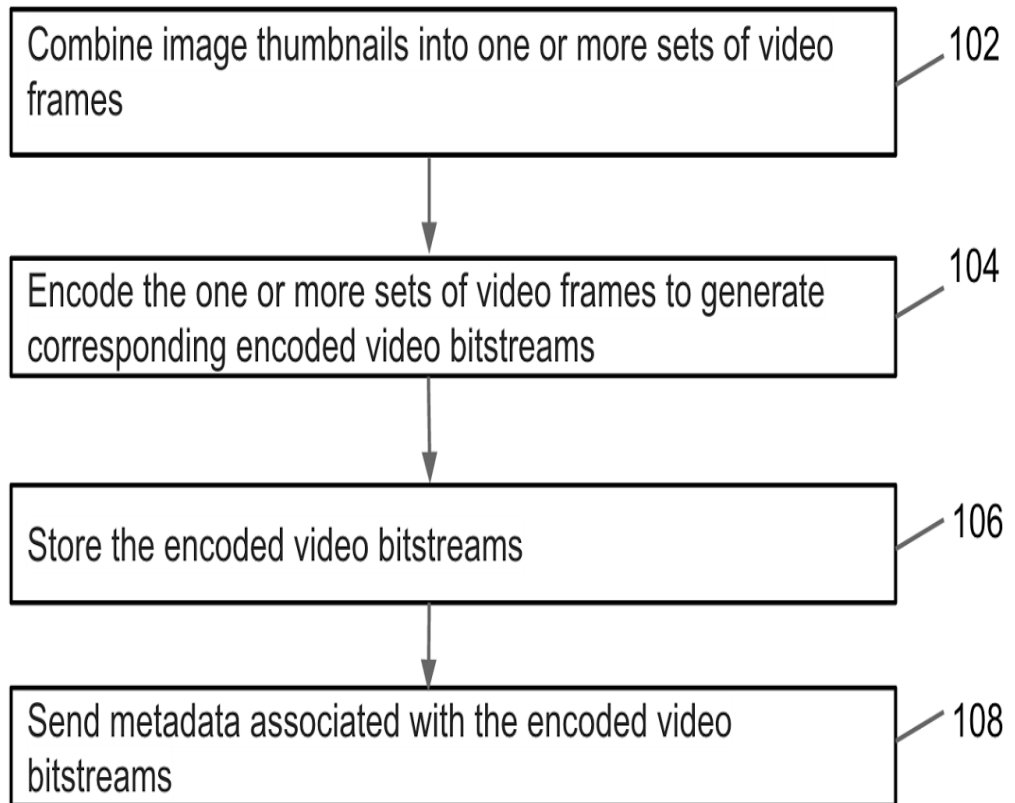 Combine image thumbnails into one or more sets of video
frames
102
Encode the one or more sets of video frames to generate
corresponding encoded video bitstreams
104
Store the encoded video bitstreams
106
Send metadata associated with the encoded video
bitstreams
108